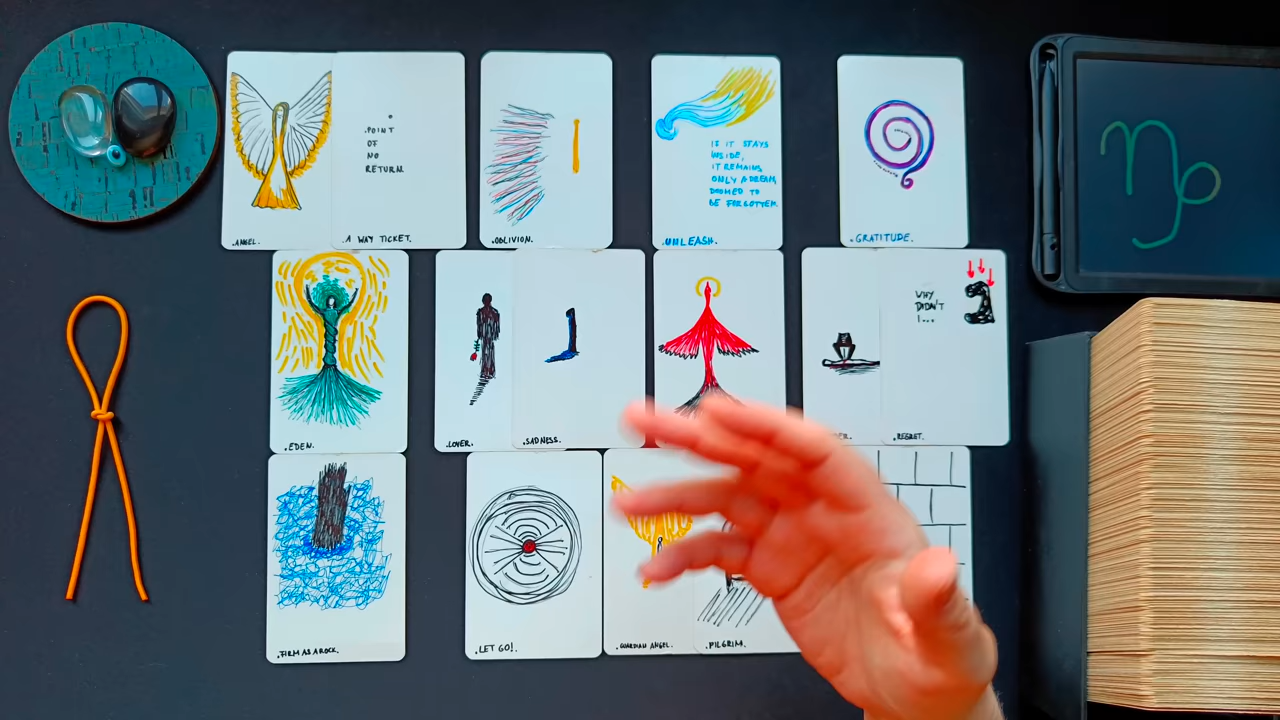 .POINT
OF
NO
RETURN.
IF IT STAYS
INSIDE,
IT REMAINS
ONLY A DREAM,
DOOMED TO
BE FORGOTTEN.
.ANGEL.
.A WAY TICKET.
.OBLIVION.
.UNLEASH.
.GRATITUDE.
WHY
DIDN'T
I...
.EDEN.
.LOVER.
.SADNESS.
.REGRET.
.FIRM AS A ROCK.
.LET GO!.
.GUARDIAN ANGEL.
.PILGRIM.